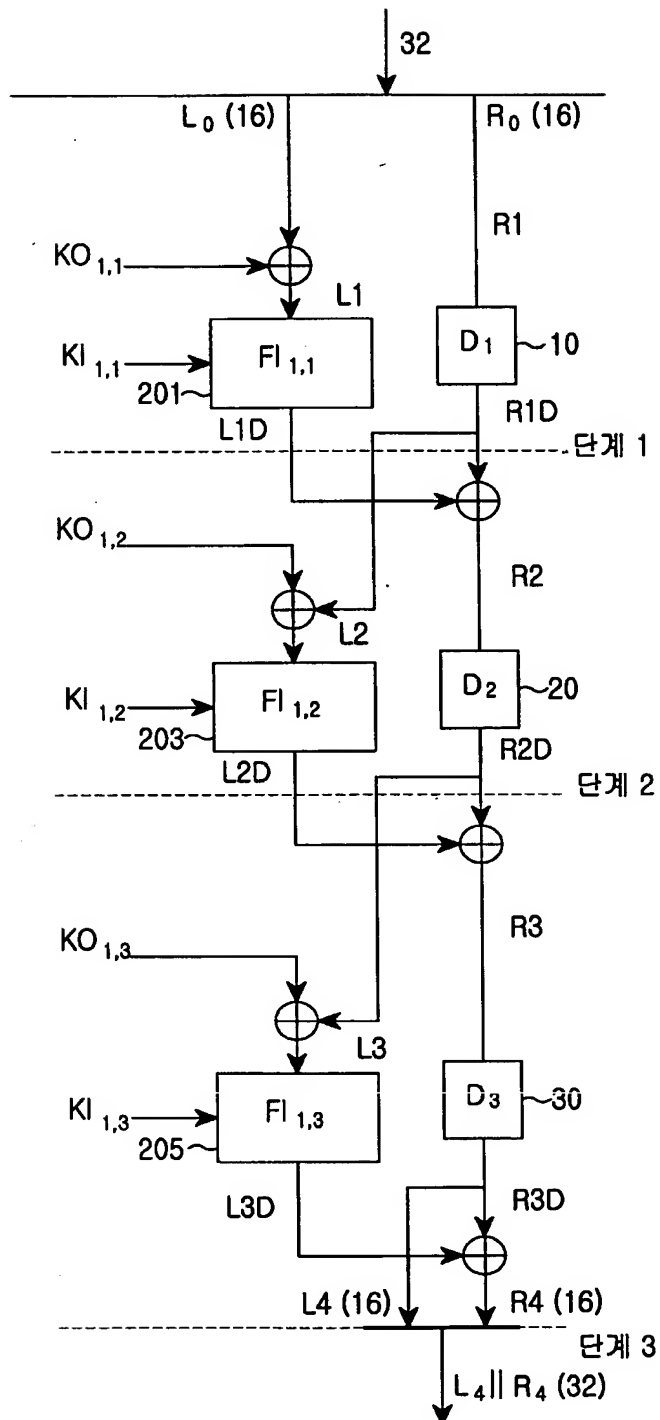 32
L₀ (16)
R₀ (16)
R1
KO₁,₁
L1
KI₁,₁
FI₁,₁
201
D₁
10
L1D
R1D
단계 1
KO₁,₂
R2
L2
KI₁,₂
FI₁,₂
203
D₂
20
L2D
R2D
단계 2
R3
KO₁,₃
L3
KI₁,₃
FI₁,₃
205
D₃
30
L3D
R3D
L4 (16)
R4 (16)
단계 3
L₄|| R₄ (32)